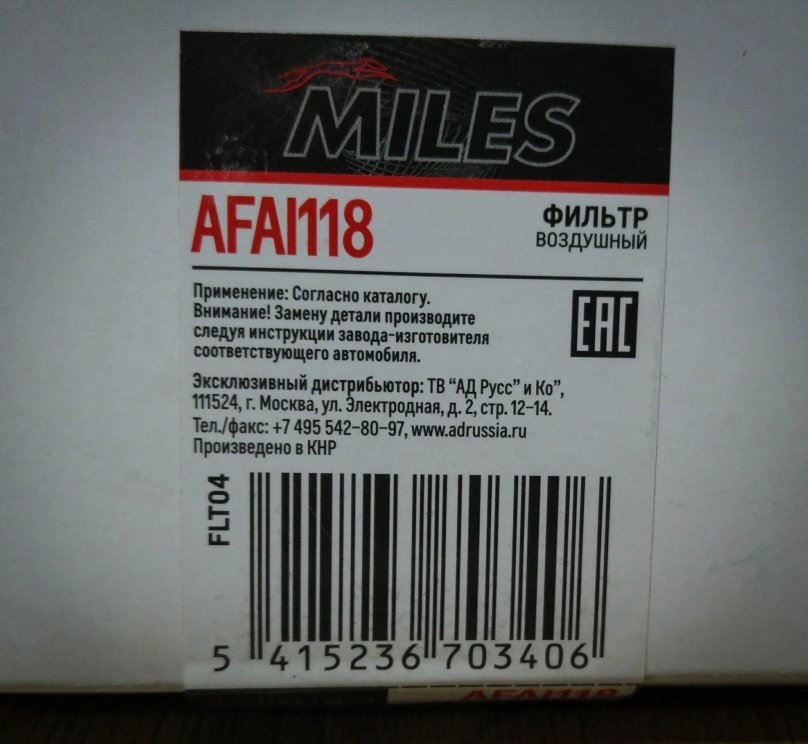 MILES
AFAI118
ФИЛЬТР
ВОЗДУШНЫЙ
Применение: Согласно каталогу.
Внимание! Замену детали производите
следуя инструкции завода-изготовителя
соответствующего автомобиля.
EAC
Эксклюзивный дистрибьютор: ТВ "АД Русс" и Ко",
111524, г. Москва, ул. Электродная, д. 2, стр. 12-14.
Тел./факс: +7 495 542-80-97, www.adrussia.ru
Произведено в КНР
FLT04
5 415236 703406
AFAI118